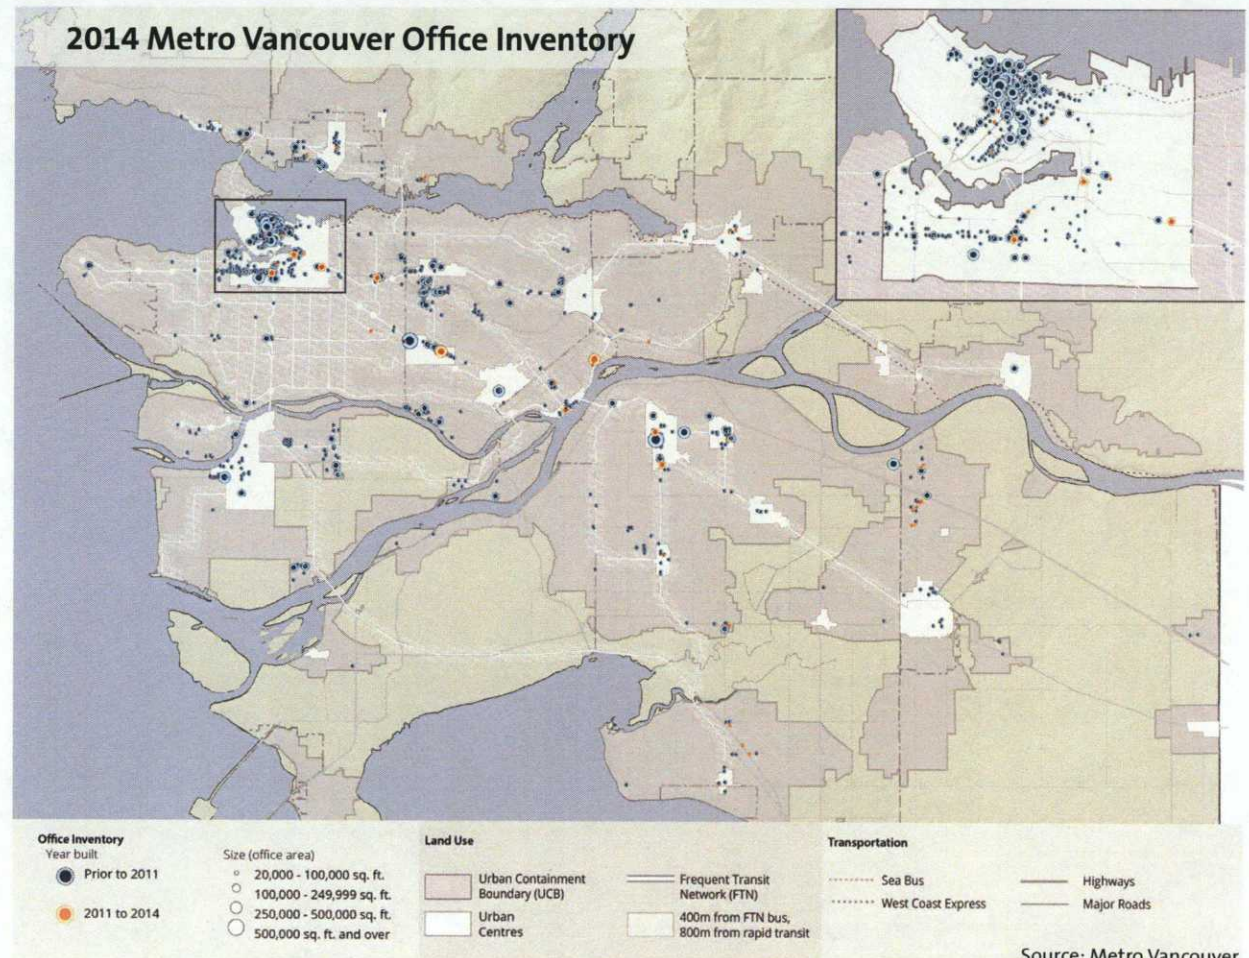 2014 Metro Vancouver Office Inventory
Office Inventory
Year built
Prior to 2011
2011 to 2014
Size (office area)
20,000 - 100,000 sq. ft.
100,000 - 249,999 sq. ft.
250,000 - 500,000 sq. ft.
500,000 sq. ft. and over
Land Use
Urban Containment
Boundary (UCB)
Urban
Centres
Frequent Transit
Network (FTN)
400m from FTN bus,
800m from rapid transit
Transportation
Sea Bus
West Coast Express
Highways
Major Roads
Source: Metro Vancouver